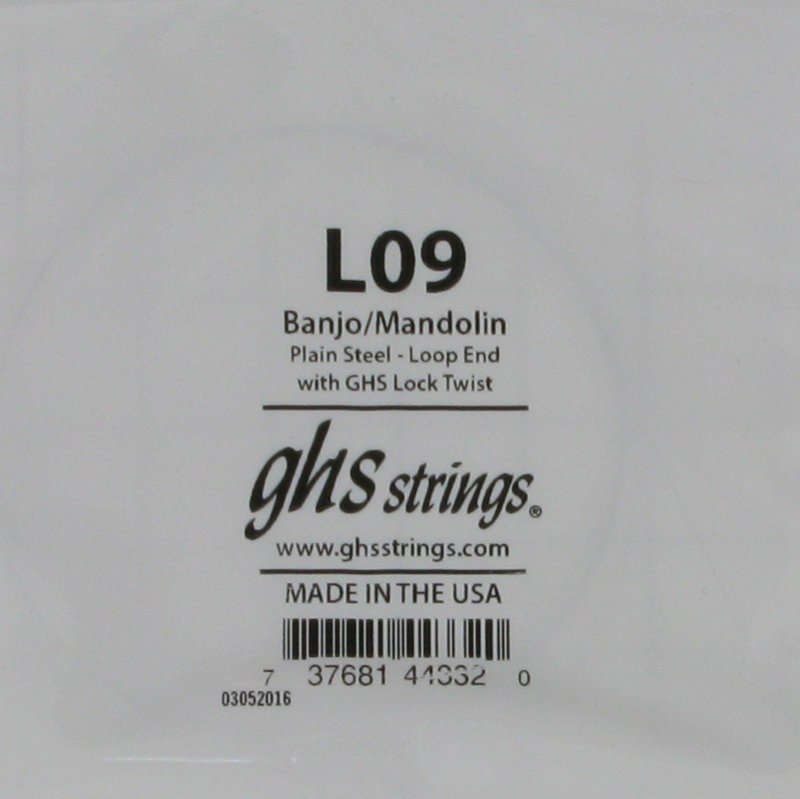 L09
Banjo/Mandolin
Plain Steel - Loop End
with GHS Lock Twist
ghs strings®
www.ghsstrings.com
MADE IN THE USA
7 37681 44332 0
03052016